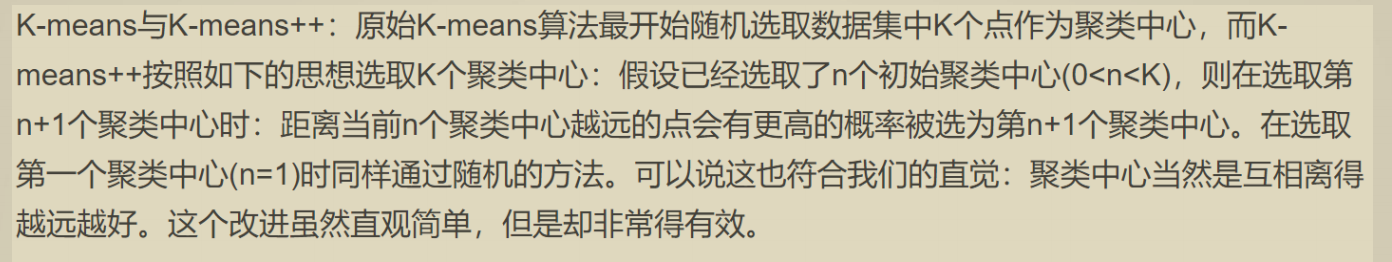 K-means与K-means++：原始K-means算法最开始随机选取数据集中K个点作为聚类中心，而K-
means++按照如下的思想选取K个聚类中心：假设已经选取了n个初始聚类中心(0<n<K)，则在选取第
n+1个聚类中心时：距离当前n个聚类中心越远的点会有更高的概率被选为第n+1个聚类中心。在选取
第一个聚类中心(n=1)时同样通过随机的方法。可以说这也符合我们的直觉：聚类中心当然是互相离得
越远越好。这个改进虽然直观简单，但是却非常得有效。